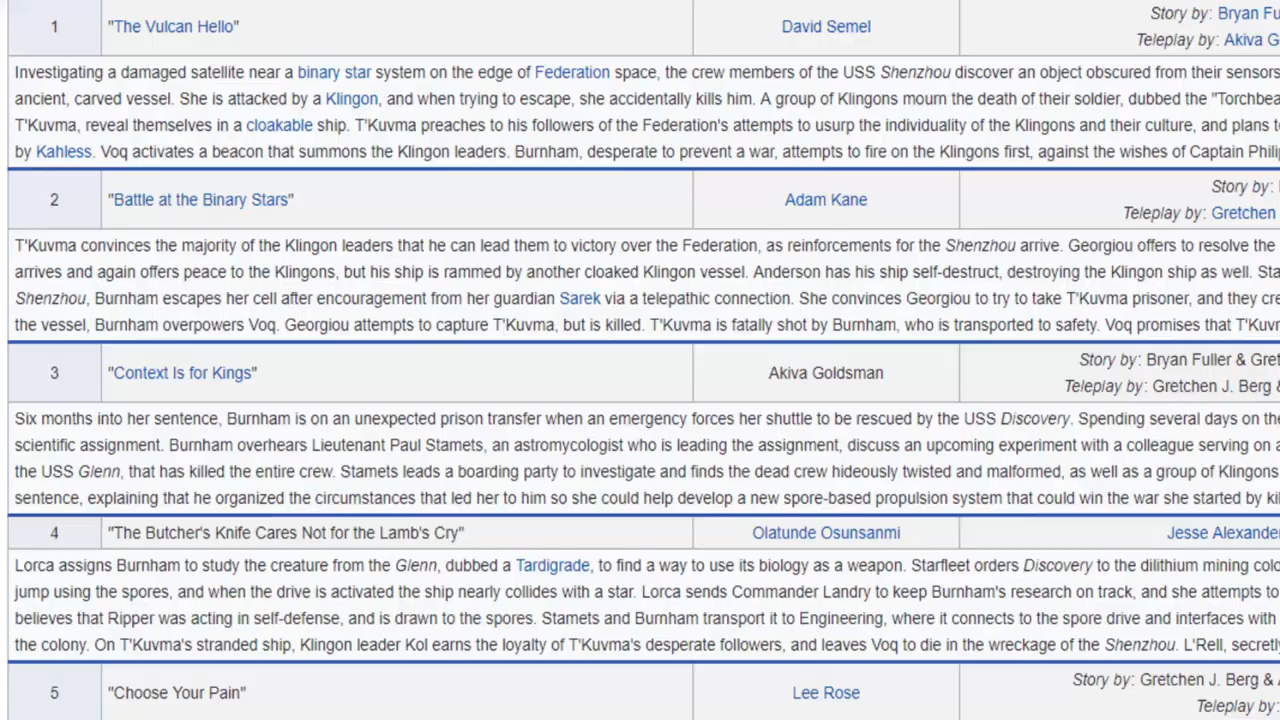 1 "The Vulcan Hello" David Semel Story by: Bryan Fu
Teleplay by: Akiva G
Investigating a damaged satellite near a binary star system on the edge of Federation space, the crew members of the USS Shenzhou discover an object obscured from their sensors
ancient, carved vessel. She is attacked by a Klingon, and when trying to escape, she accidentally kills him. A group of Klingons mourn the death of their soldier, dubbed the "Torchbea
T'Kuvma, reveal themselves in a cloakable ship. T'Kuvma preaches to his followers of the Federation's attempts to usurp the individuality of the Klingons and their culture, and plans t
by Kahless. Voq activates a beacon that summons the Klingon leaders. Burnham, desperate to prevent a war, attempts to fire on the Klingons first, against the wishes of Captain Phili
2 "Battle at the Binary Stars" Adam Kane Story by:
Teleplay by: Gretchen
T'Kuvma convinces the majority of the Klingon leaders that he can lead them to victory over the Federation, as reinforcements for the Shenzhou arrive. Georgiou offers to resolve the
arrives and again offers peace to the Klingons, but his ship is rammed by another cloaked Klingon vessel. Anderson has his ship self-destruct, destroying the Klingon ship as well. Sta
Shenzhou, Burnham escapes her cell after encouragement from her guardian Sarek via a telepathic connection. She convinces Georgiou to try to take T'Kuvma prisoner, and they cre
the vessel, Burnham overpowers Voq. Georgiou attempts to capture T'Kuvma, but is killed. T'Kuvma is fatally shot by Burnham, who is transported to safety. Voq promises that T'Kuv
3 "Context Is for Kings" Akiva Goldsman Story by: Bryan Fuller & Gret
Teleplay by: Gretchen J. Berg &
Six months into her sentence, Burnham is on an unexpected prison transfer when an emergency forces her shuttle to be rescued by the USS Discovery. Spending several days on th
scientific assignment. Burnham overhears Lieutenant Paul Stamets, an astromycologist who is leading the assignment, discuss an upcoming experiment with a colleague serving on a
the USS Glenn, that has killed the entire crew. Stamets leads a boarding party to investigate and finds the dead crew hideously twisted and malformed, as well as a group of Klingons
sentence, explaining that he organized the circumstances that led her to him so she could help develop a new spore-based propulsion system that could win the war she started by kil
4 "The Butcher's Knife Cares Not for the Lamb's Cry" Olatunde Osunsanmi Jesse Alexande
Lorca assigns Burnham to study the creature from the Glenn, dubbed a Tardigrade, to find a way to use its biology as a weapon. Starfleet orders Discovery to the dilithium mining colo
jump using the spores, and when the drive is activated the ship nearly collides with a star. Lorca sends Commander Landry to keep Burnham's research on track, and she attempts to
believes that Ripper was acting in self-defense, and is drawn to the spores. Stamets and Burnham transport it to Engineering, where it connects to the spore drive and interfaces with
the colony. On T'Kuvma's stranded ship, Klingon leader Kol earns the loyalty of T'Kuvma's desperate followers, and leaves Voq to die in the wreckage of the Shenzhou. L'Rell, secretl
5 "Choose Your Pain" Lee Rose Story by: Gretchen J. Berg &
Teleplay by: